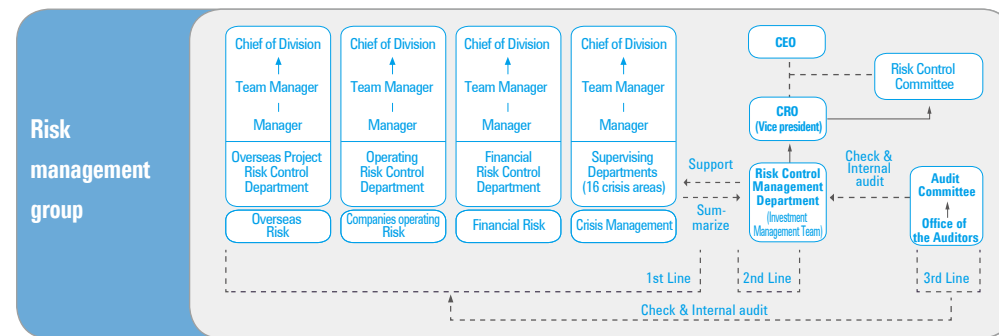 Risk
management
group
Chief of Division
Team Manager
Manager
Overseas Project
Risk Control
Department
Overseas
Risk
Chief of Division
Team Manager
Manager
Operating
Risk Control
Department
Companies operating
Risk
Chief of Division
Team Manager
Manager
Financial
Risk Control
Department
Financial Risk
Chief of Division
Team Manager
Manager
Supervising
Departments
(16 crisis areas)
Crisis Management
Support
Sum-
marize
CEO
Risk Control
Committee
CRO
(Vice president)
Risk Control
Management
Department
(Investment
Management Team)
Check &
Internal
audit
Audit
Committee
Office of
the Auditors
1st Line
2nd Line
3rd Line
Check & Internal audit